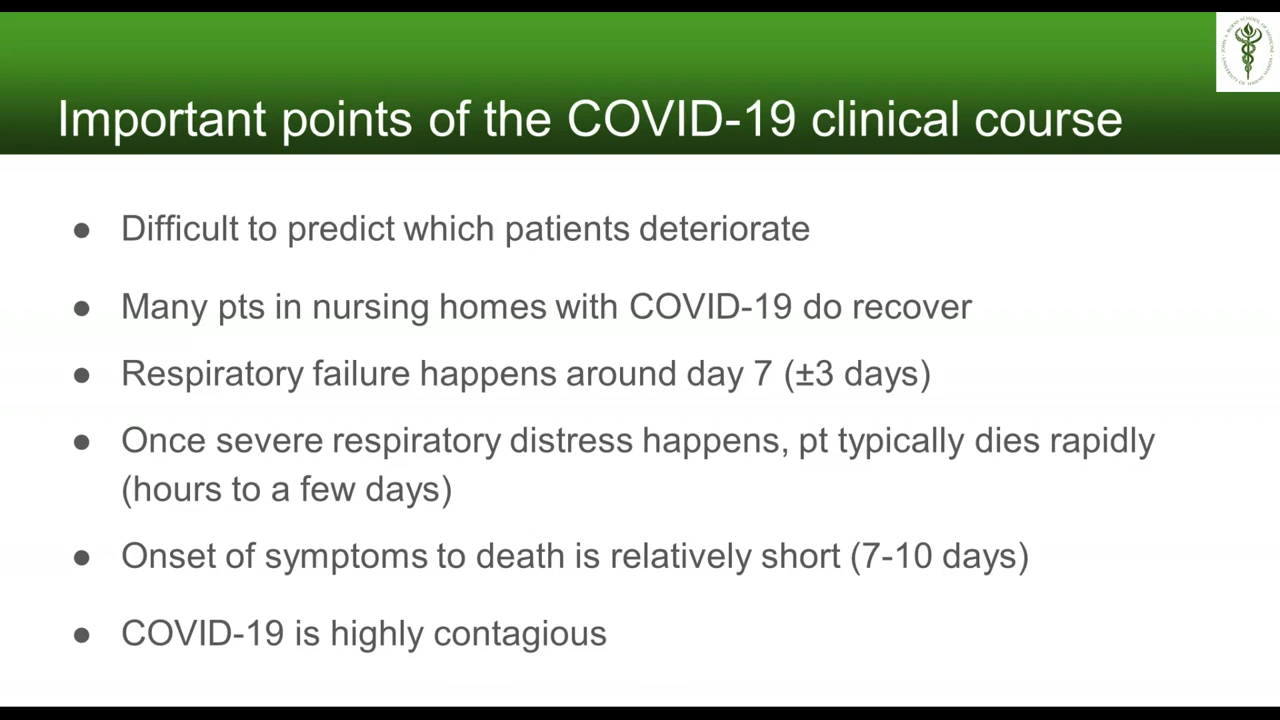 Important points of the COVID-19 clinical course
● Difficult to predict which patients deteriorate
● Many pts in nursing homes with COVID-19 do recover
● Respiratory failure happens around day 7 (±3 days)
● Once severe respiratory distress happens, pt typically dies rapidly
(hours to a few days)
● Onset of symptoms to death is relatively short (7-10 days)
● COVID-19 is highly contagious